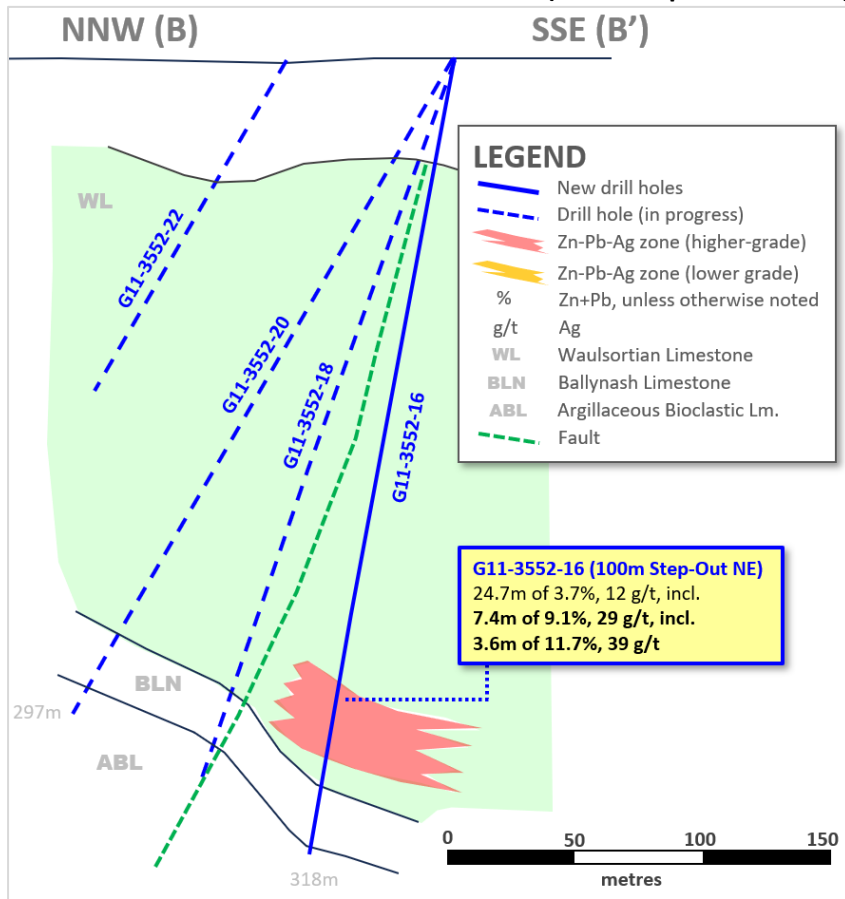 NNW (B)
SSE (B’)
WL
G11-3552-22
G11-3552-20
G11-3552-18
G11-3552-16
LEGEND
New drill holes
Drill hole (in progress)
Zn-Pb-Ag zone (higher-grade)
Zn-Pb-Ag zone (lower grade)
% Zn+Pb, unless otherwise noted
g/t Ag
WL Waulsortian Limestone
BLN Ballynash Limestone
ABL Argillaceous Bioclastic Lm.
Fault
G11-3552-16 (100m Step-Out NE)
24.7m of 3.7%, 12 g/t, incl.
7.4m of 9.1%, 29 g/t, incl.
3.6m of 11.7%, 39 g/t
BLN
297m
ABL
318m
0 50 100 150
metres